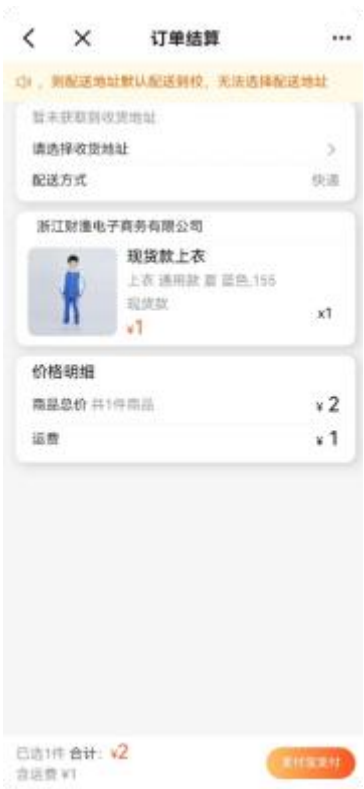 订单结算
，则配送地址默认配送到校，无法选择配送地址
暂未获取到收货地址
请选择收货地址
配送方式 快递
浙江财逢电子商务有限公司
现货款上衣
上衣 通用款 夏 蓝色,155
现货款
¥1 x1
价格明细
商品总价 共1件商品 ¥ 2
运费 ¥ 1
已选1件 合计: ¥2
含运费 ¥1
支付宝支付